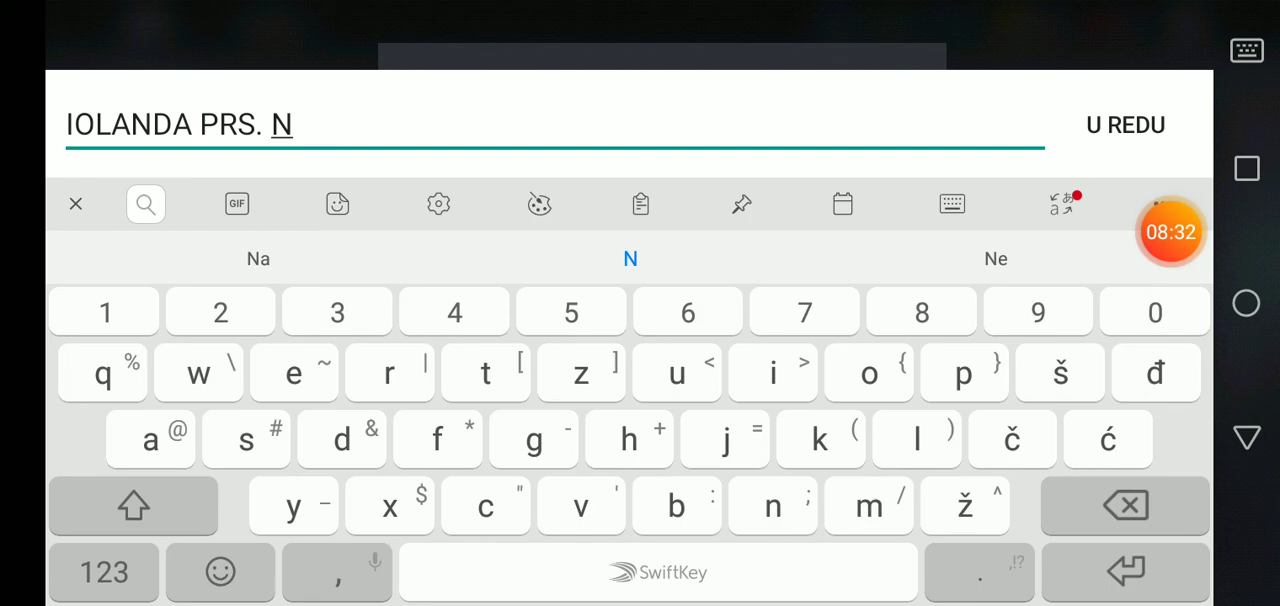 IOLANDA PRS. N
U REDU
GIF
あ
a
08:32
Na N Ne
1 2 3 4 5 6 7 8 9 0
q % w \ e ~ r | t [ z ] u < i > o { p } š đ
a @ s # d & f * g - h + j = k ( l ) č ć
y _ x $ c " v ' b : n ; m / ž ^
123 , SwiftKey . ,!?